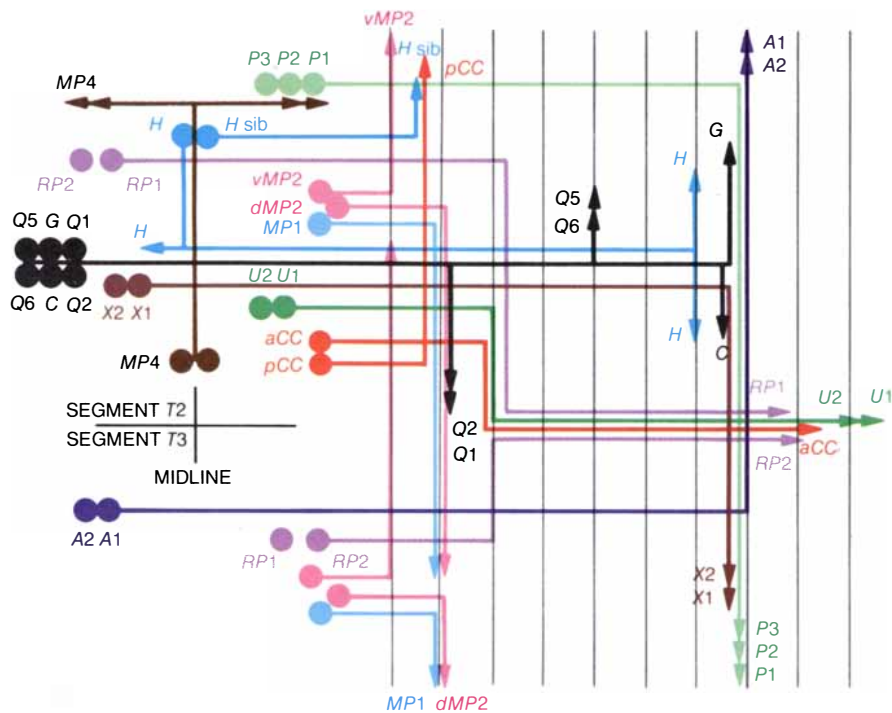 vMP2
A1
H sib
A2
P3 P2 P1
pCC
MP4
G
H
H sib
H
RP2
RP1
vMP2
Q5
dMP2
Q5 G Q1
MP1
Q6
H
U2 U1
Q6 C Q2
X2 X1
aCC
H
C
MP4
pCC
RP1
U2
U1
SEGMENT T2
SEGMENT T3
Q2
aCC
Q1
RP2
MIDLINE
A2 A1
RP1
RP2
X2
X1
P3
P2
P1
MP1 dMP2